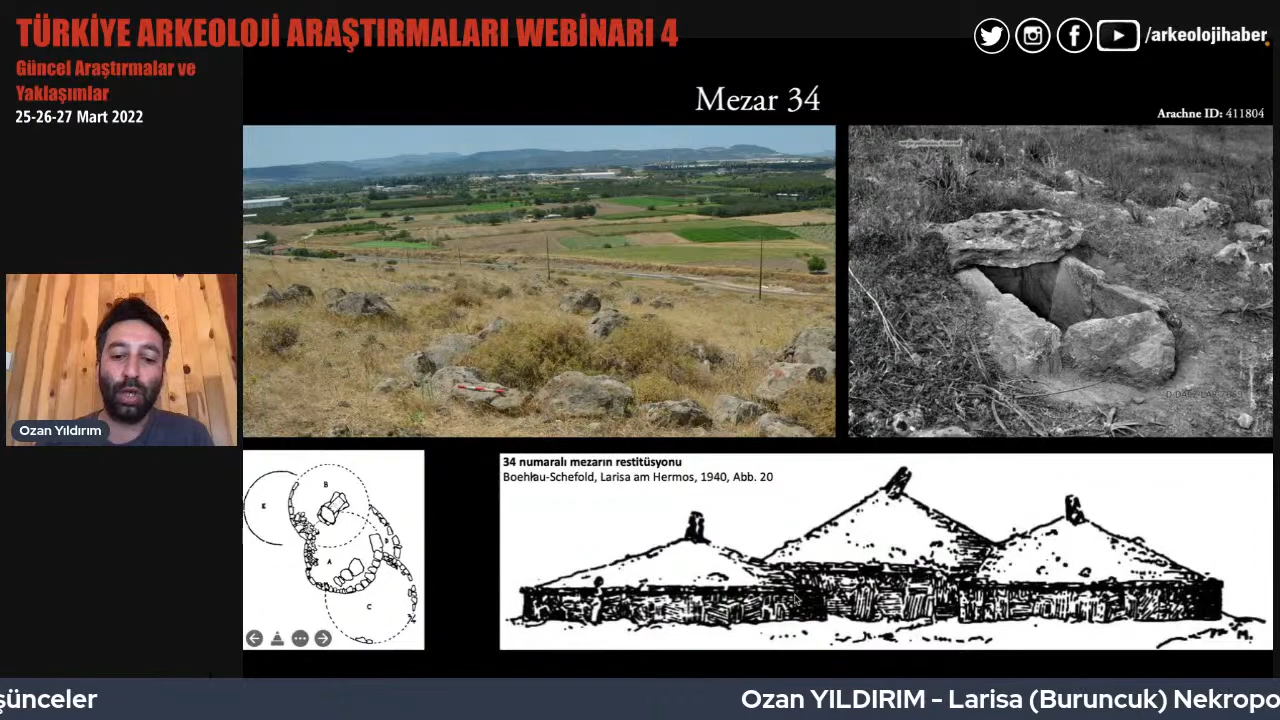 TÜRKİYE ARKEOLOJİ ARAŞTIRMALARI WEBİNARI 4
/arkeolojihaber
Güncel Araştırmalar ve
Yaklaşımlar
25-26-27 Mart 2022
Mezar 34
Arachne ID: 411804
Ozan Yıldırım
34 numaralı mezarın restitüsyonu
Boehlau-Schefold, Larisa am Hermos, 1940, Abb. 20
B
E
A
C
şünceler
Ozan YILDIRIM - Larisa (Buruncuk) Nekropo